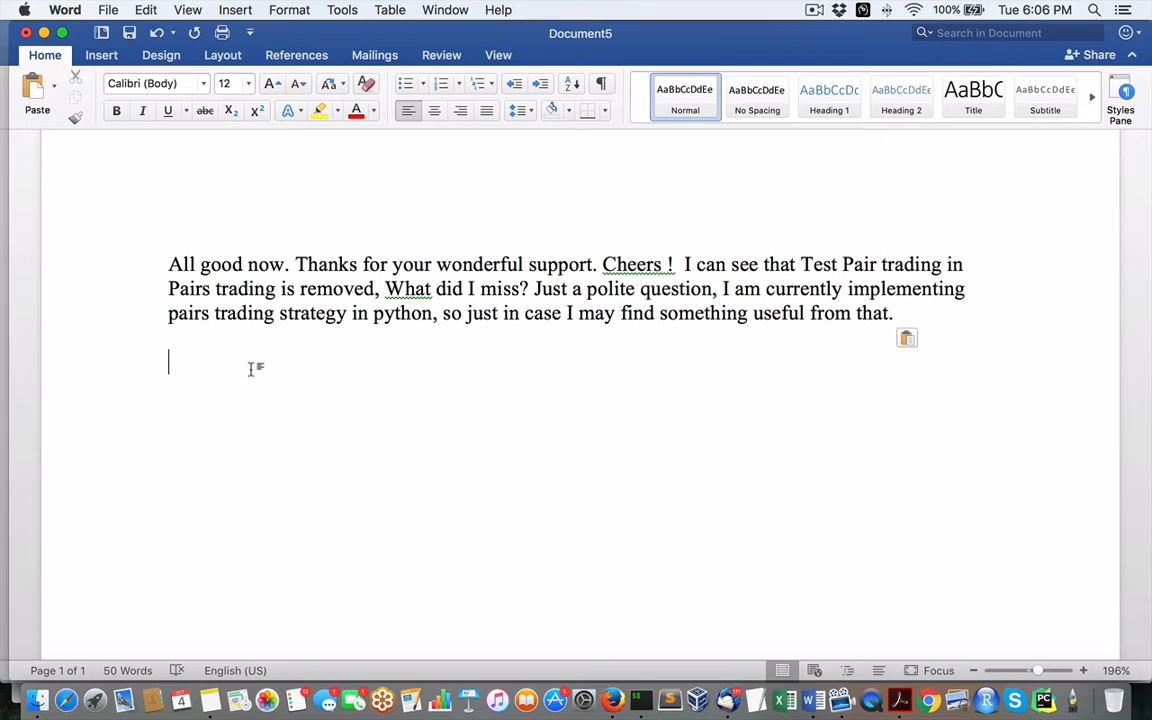 Word File Edit View Insert Format Tools Table Window Help 100% Tue 6:06 PM
Document5 Search in Document
Home Insert Design Layout References Mailings Review View Share
Paste Calibri (Body) 12 AaBbCcDdEe AaBbCcDdEe AaBbCcDc AaBbCcDdEe AaBbC AaBbCcDdEe
B I U abc X2 X2 A A Normal No Spacing Heading 1 Heading 2 Title Subtitle Styles Pane
All good now. Thanks for your wonderful support. Cheers ! I can see that Test Pair trading in
Pairs trading is removed, What did I miss? Just a polite question, I am currently implementing
pairs trading strategy in python, so just in case I may find something useful from that.
Page 1 of 1 50 Words English (US) Focus 196%